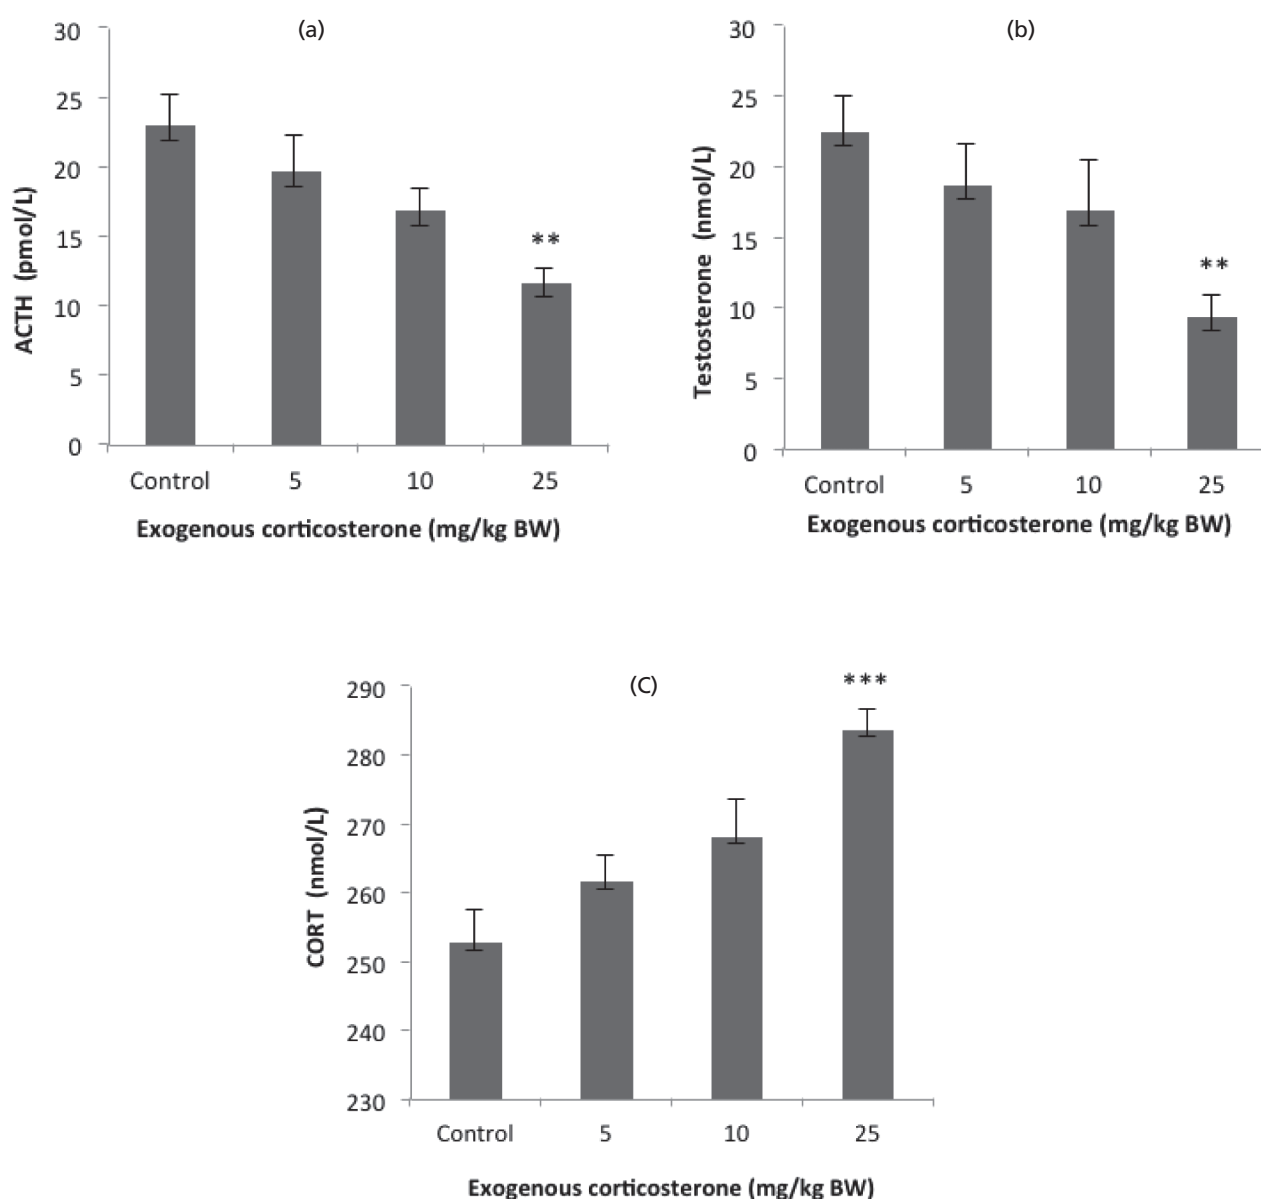 (a)
30
25
20
15
10
5
0
ACTH (pmol/L)
**
Control 5 10 25
Exogenous corticosterone (mg/kg BW)
(b)
30
25
20
15
10
5
0
Testosterone (nmol/L)
**
Control 5 10 25
Exogenous corticosterone (mg/kg BW)
(C)
290
280
270
260
250
240
230
CORT (nmol/L)
***
Control 5 10 25
Exogenous corticosterone (mg/kg BW)